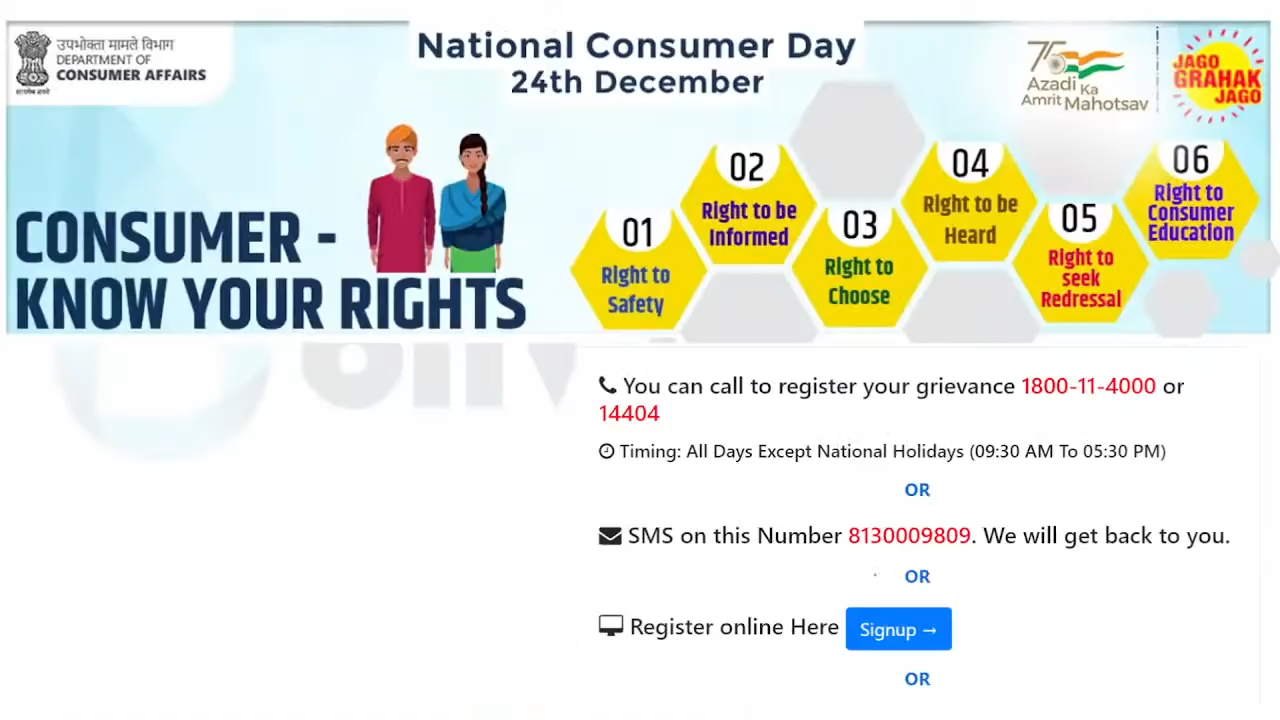 उपभोक्ता मामले विभाग
DEPARTMENT OF
CONSUMER AFFAIRS
सत्यमेव जयते
National Consumer Day
24th December
75
Azadi Ka
Amrit Mahotsav
JAGO
GRAHAK
JAGO
CONSUMER -
KNOW YOUR RIGHTS
01
Right to
Safety
02
Right to be
Informed
03
Right to
Choose
04
Right to be
Heard
05
Right to
seek
Redressal
06
Right to
Consumer
Education
You can call to register your grievance 1800-11-4000 or
14404
Timing: All Days Except National Holidays (09:30 AM To 05:30 PM)
OR
SMS on this Number 8130009809. We will get back to you.
OR
Register online Here Signup →
OR